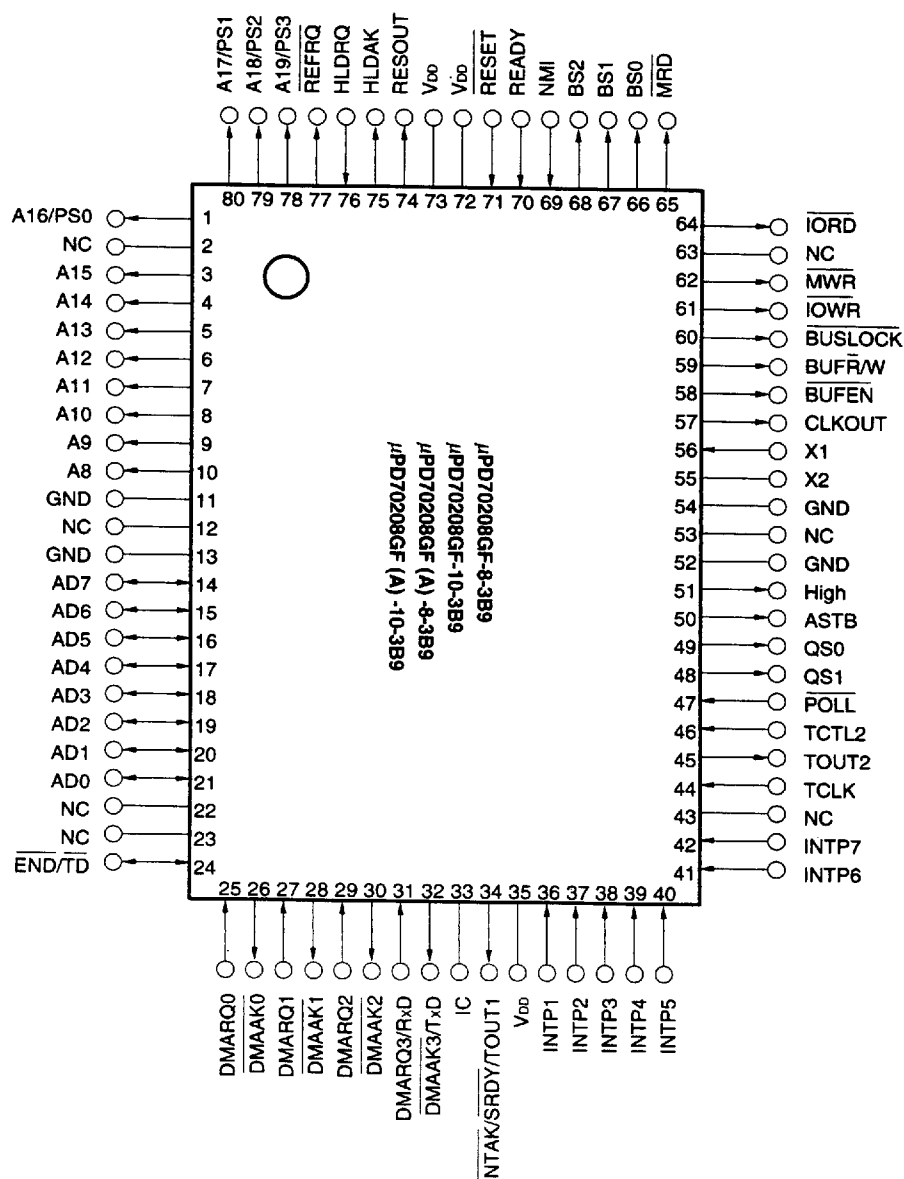 A17/PS1
A18/PS2
A19/PS3
REFRQ
HLDRQ
HLDAK
RESOUT
VDD
VDD
RESET
READY
NMI
BS2
BS1
BS0
MRD
80 79 78 77 76 75 74 73 72 71 70 69 68 67 66 65
A16/PS0 1
NC 2
A15 3
A14 4
A13 5
A12 6
A11 7
A10 8
A9 9
A8 10
GND 11
NC 12
GND 13
AD7 14
AD6 15
AD5 16
AD4 17
AD3 18
AD2 19
AD1 20
AD0 21
NC 22
NC 23
END/TD 24
µPD70208GF-8-3B9
µPD70208GF-10-3B9
µPD70208GF (A) -8-3B9
µPD70208GF (A) -10-3B9
64 IORD
63 NC
62 MWR
61 IOWR
60 BUSLOCK
59 BUFR/W
58 BUFEN
57 CLKOUT
56 X1
55 X2
54 GND
53 NC
52 GND
51 High
50 ASTB
49 QS0
48 QS1
47 POLL
46 TCTL2
45 TOUT2
44 TCLK
43 NC
42 INTP7
41 INTP6
25 26 27 28 29 30 31 32 33 34 35 36 37 38 39 40
DMARQ0
DMAAK0
DMARQ1
DMAAK1
DMARQ2
DMAAK2
DMARQ3/RxD
DMAAK3/TxD
IC
NTAK/SRDY/TOUT1
VDD
INTP1
INTP2
INTP3
INTP4
INTP5